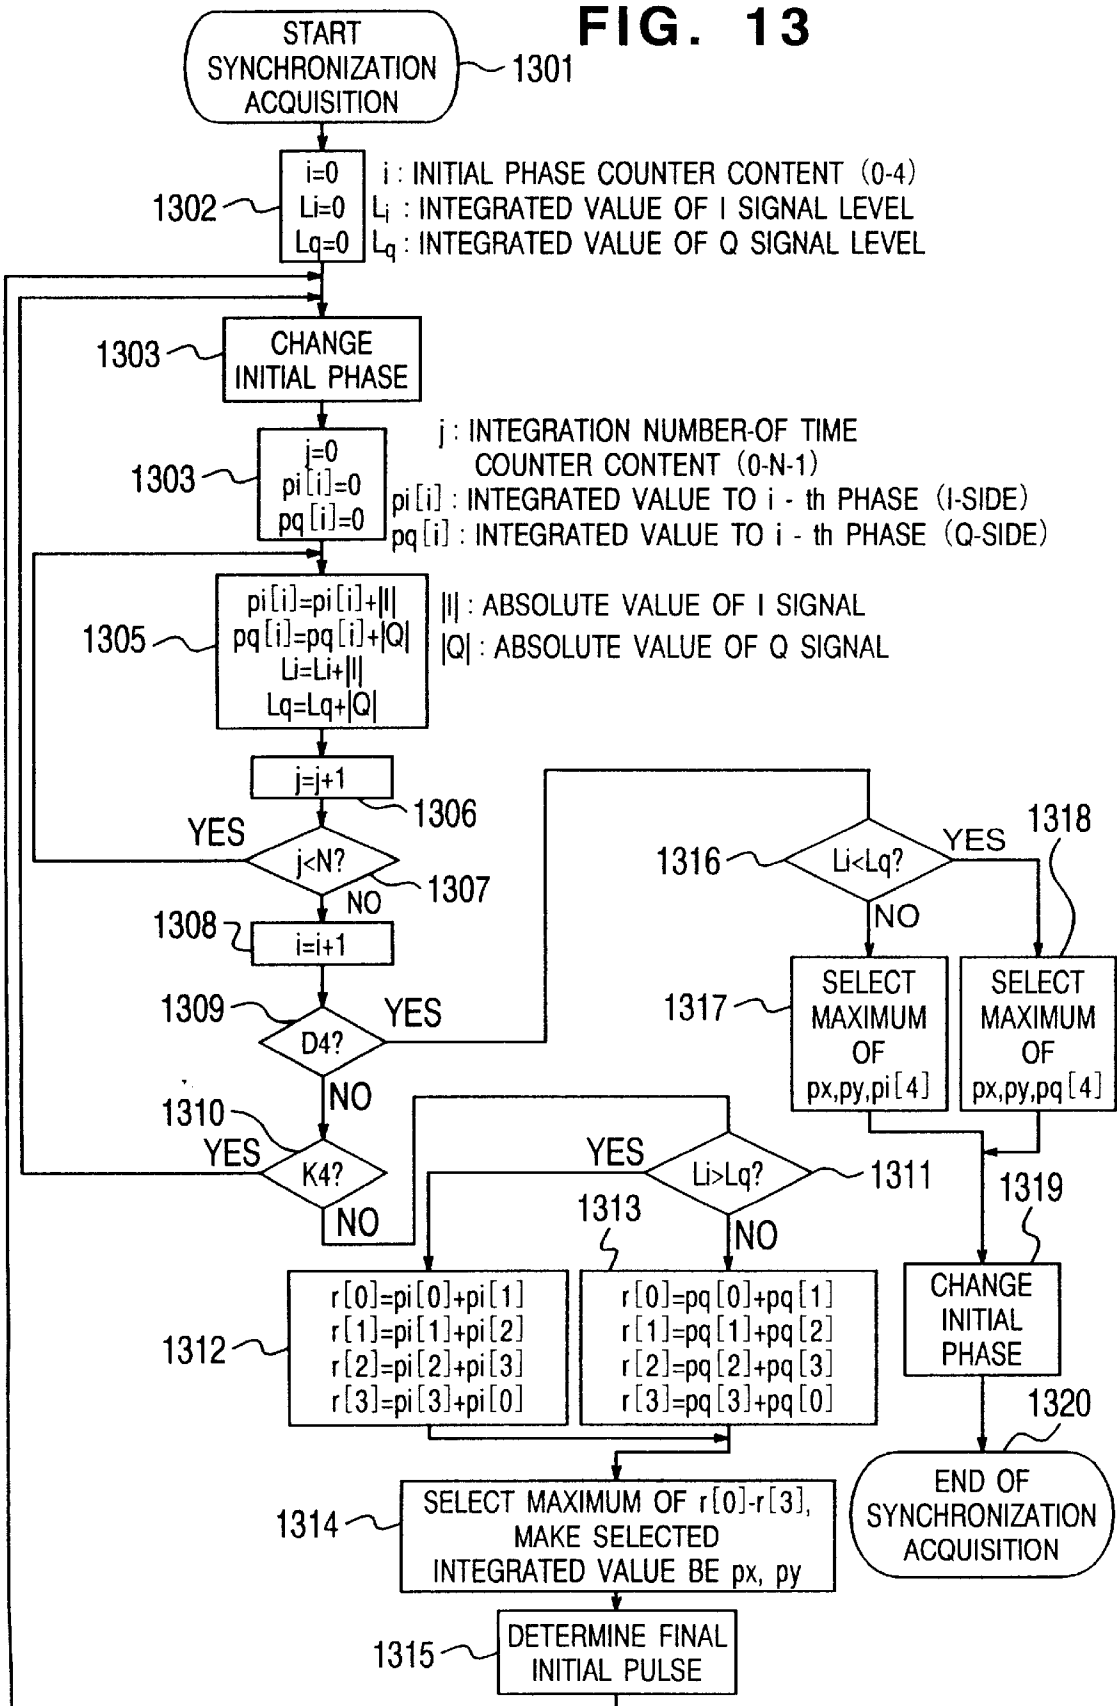 FIG. 13
START
SYNCHRONIZATION
ACQUISITION
1301
i=0
Li=0
Lq=0
1302
i : INITIAL PHASE COUNTER CONTENT (0-4)
Li : INTEGRATED VALUE OF I SIGNAL LEVEL
Lq : INTEGRATED VALUE OF Q SIGNAL LEVEL
1303
CHANGE
INITIAL PHASE
1303
j=0
pi[i]=0
pq[i]=0
j : INTEGRATION NUMBER-OF TIME
COUNTER CONTENT (0-N-1)
pi[i] : INTEGRATED VALUE TO i - th PHASE (I-SIDE)
pq[i] : INTEGRATED VALUE TO i - th PHASE (Q-SIDE)
1305
pi[i]=pi[i]+|I|
pq[i]=pq[i]+|Q|
Li=Li+|I|
Lq=Lq+|Q|
|I| : ABSOLUTE VALUE OF I SIGNAL
|Q| : ABSOLUTE VALUE OF Q SIGNAL
j=j+1
1306
YES
j<N?
1307
NO
1308
i=i+1
1309
D4?
YES
NO
1310
YES
K4?
NO
1316
Li<Lq?
YES
NO
1317
SELECT
MAXIMUM
OF
px,py,pi[4]
1318
SELECT
MAXIMUM
OF
px,py,pq[4]
YES
Li>Lq?
1311
NO
1312
r[0]=pi[0]+pi[1]
r[1]=pi[1]+pi[2]
r[2]=pi[2]+pi[3]
r[3]=pi[3]+pi[0]
1313
r[0]=pq[0]+pq[1]
r[1]=pq[1]+pq[2]
r[2]=pq[2]+pq[3]
r[3]=pq[3]+pq[0]
1319
CHANGE
INITIAL
PHASE
1320
END OF
SYNCHRONIZATION
ACQUISITION
1314
SELECT MAXIMUM OF r[0]-r[3],
MAKE SELECTED
INTEGRATED VALUE BE px, py
1315
DETERMINE FINAL
INITIAL PULSE